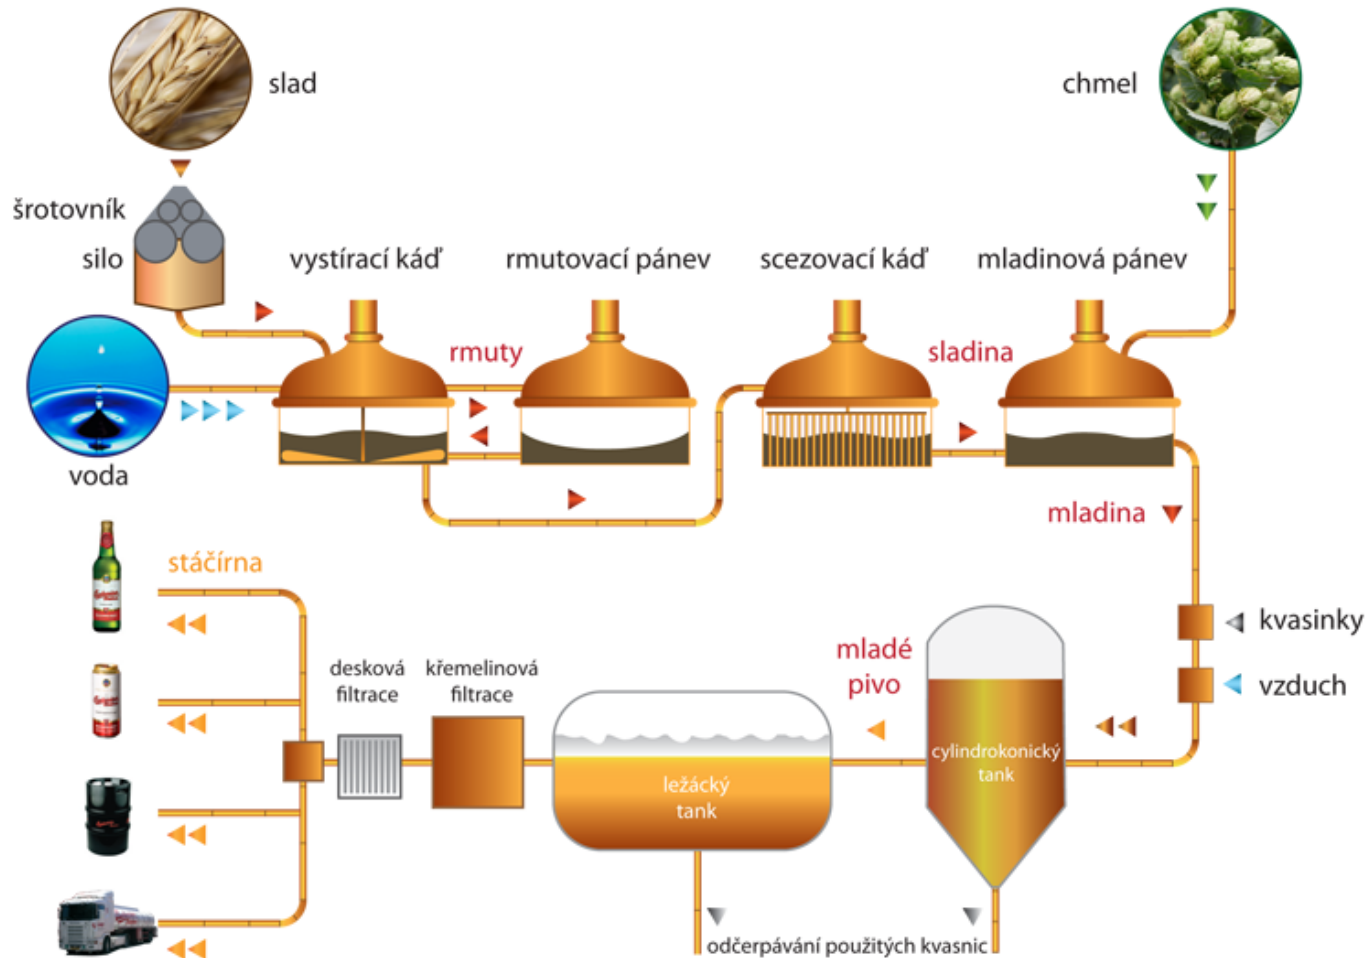 slad
chmel
šrotovník
silo
vystírací káď
rmutovací pánev
scezovací káď
mladinová pánev
rmuty
sladina
voda
mladina
stáčírna
kvasinky
vzduch
mladé
pivo
desková
filtrace
křemelinová
filtrace
ležácký
tank
cylindrokonický
tank
odčerpávání použitých kvasnic